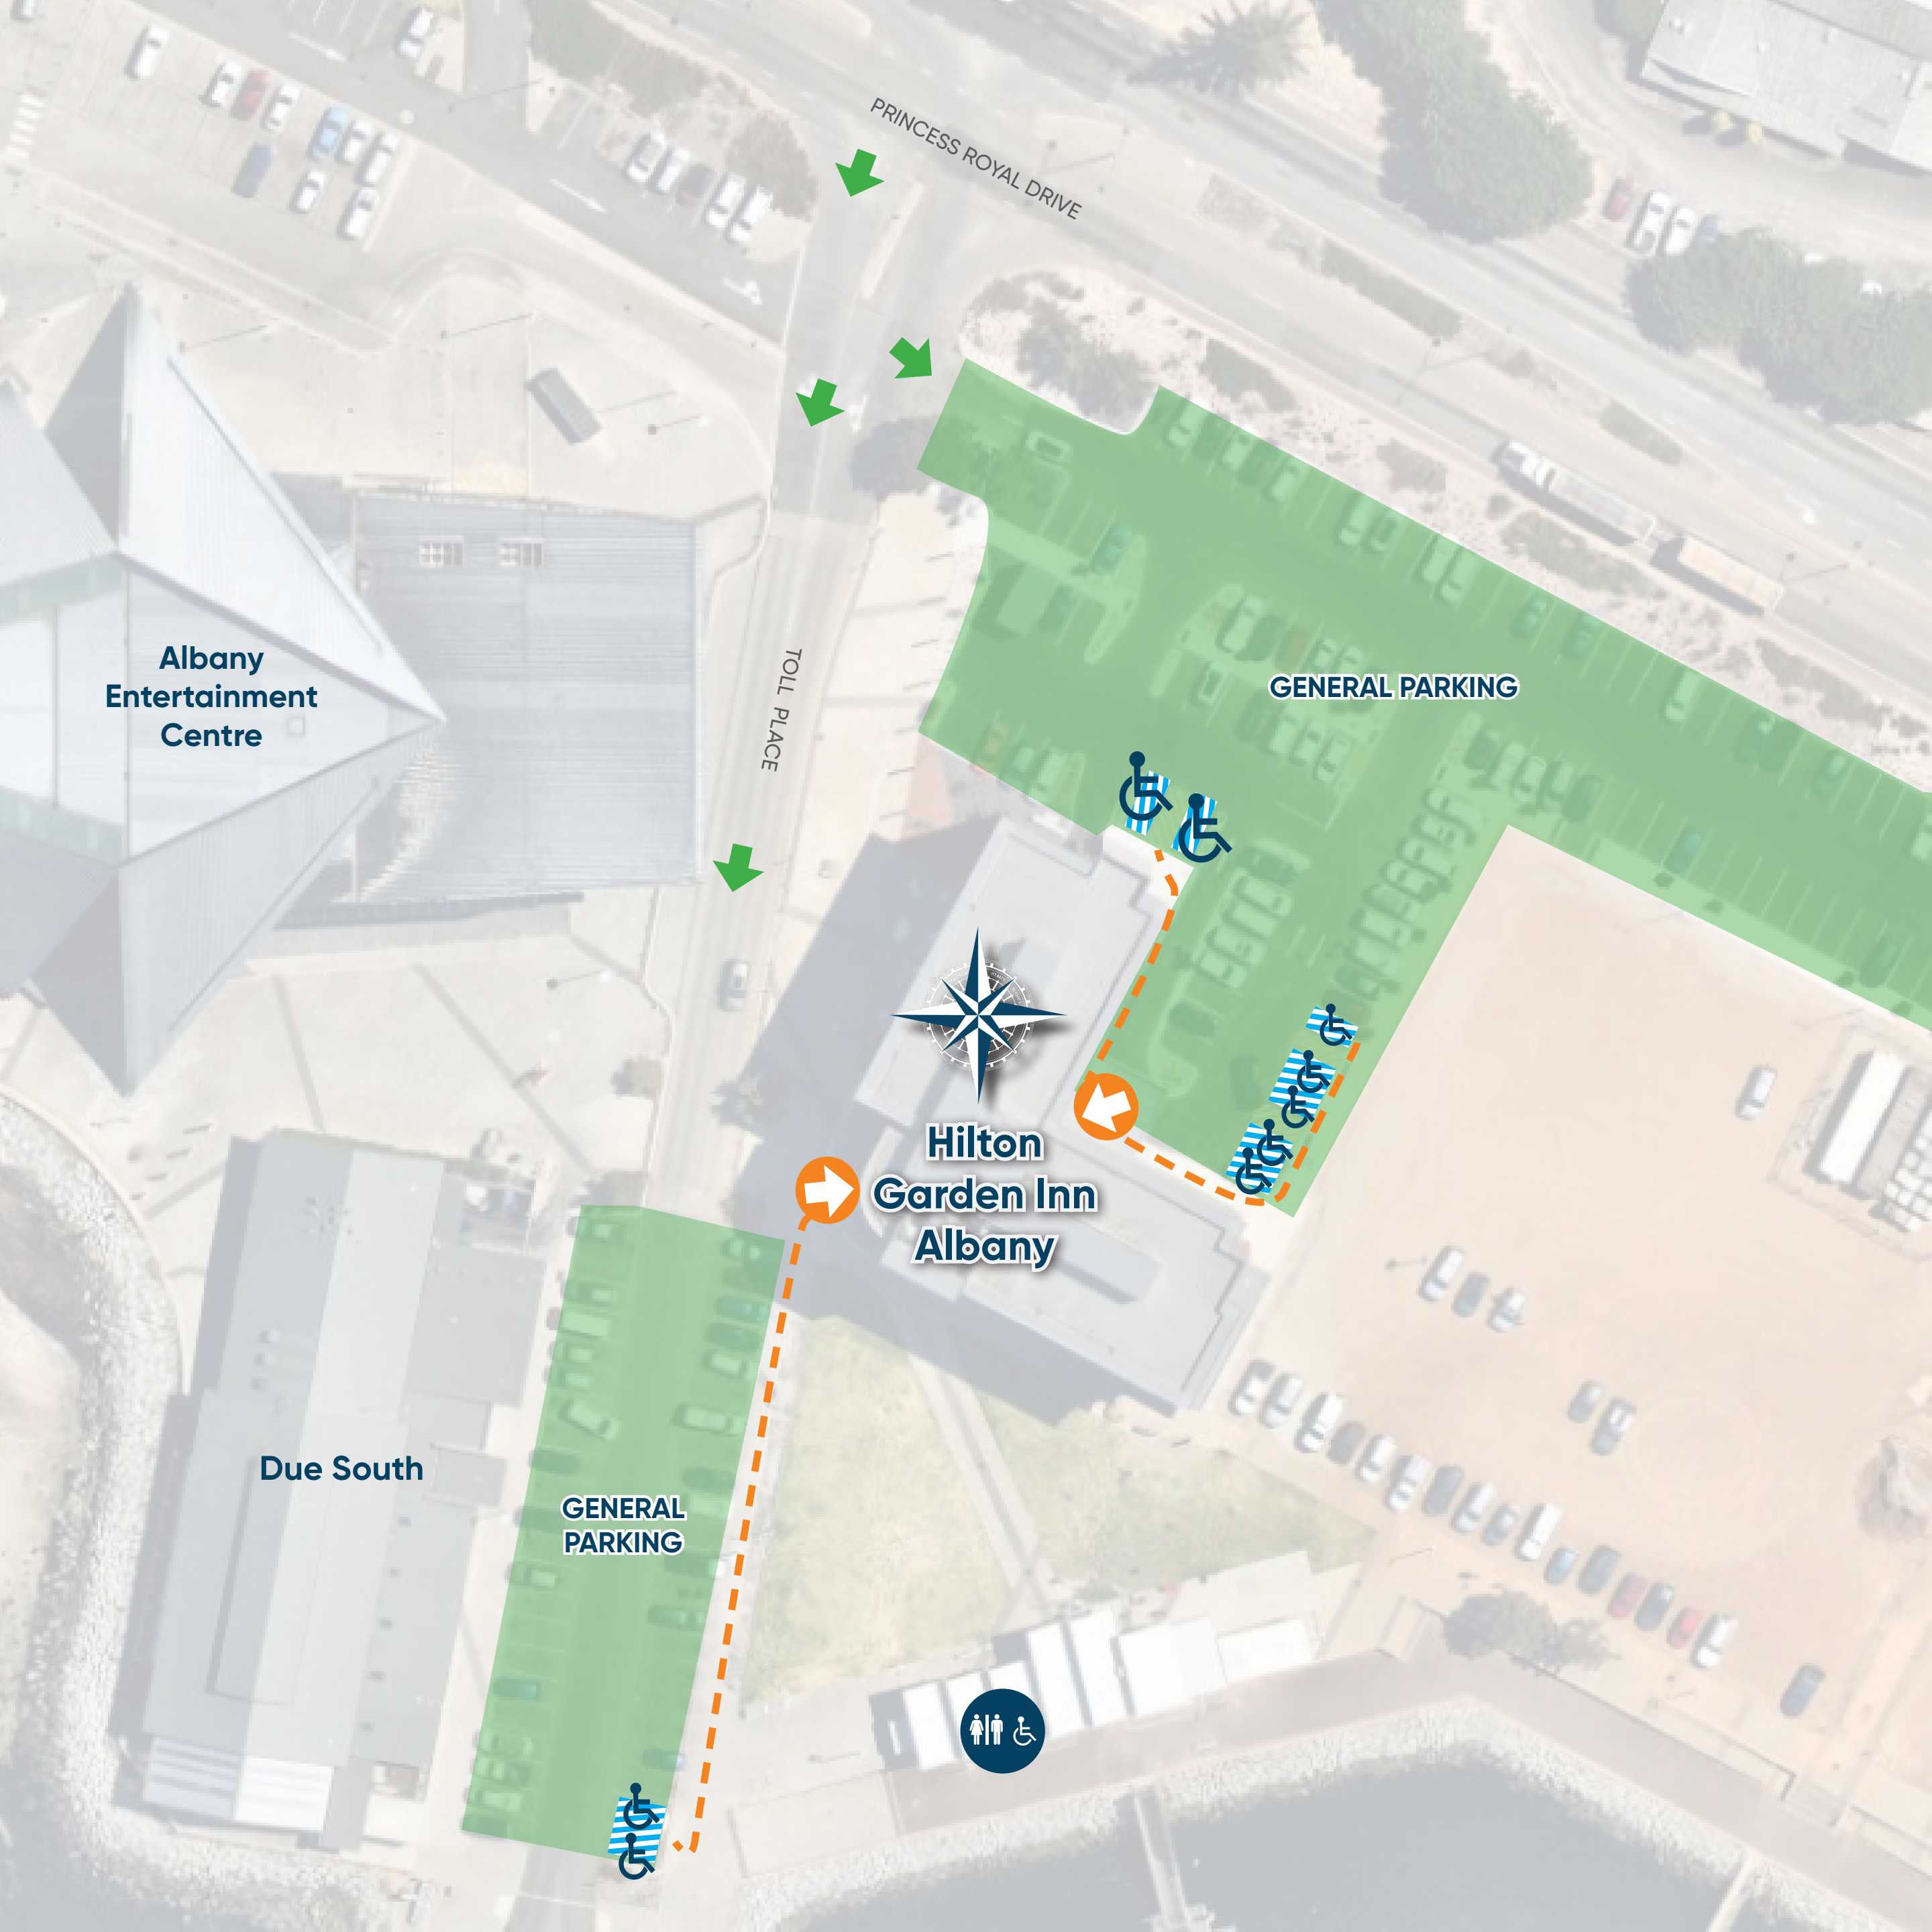 PRINCESS ROYAL DRIVE
Albany
Entertainment
Centre
TOLL PLACE
GENERAL PARKING
Hilton
Garden Inn
Albany
Due South
GENERAL
PARKING